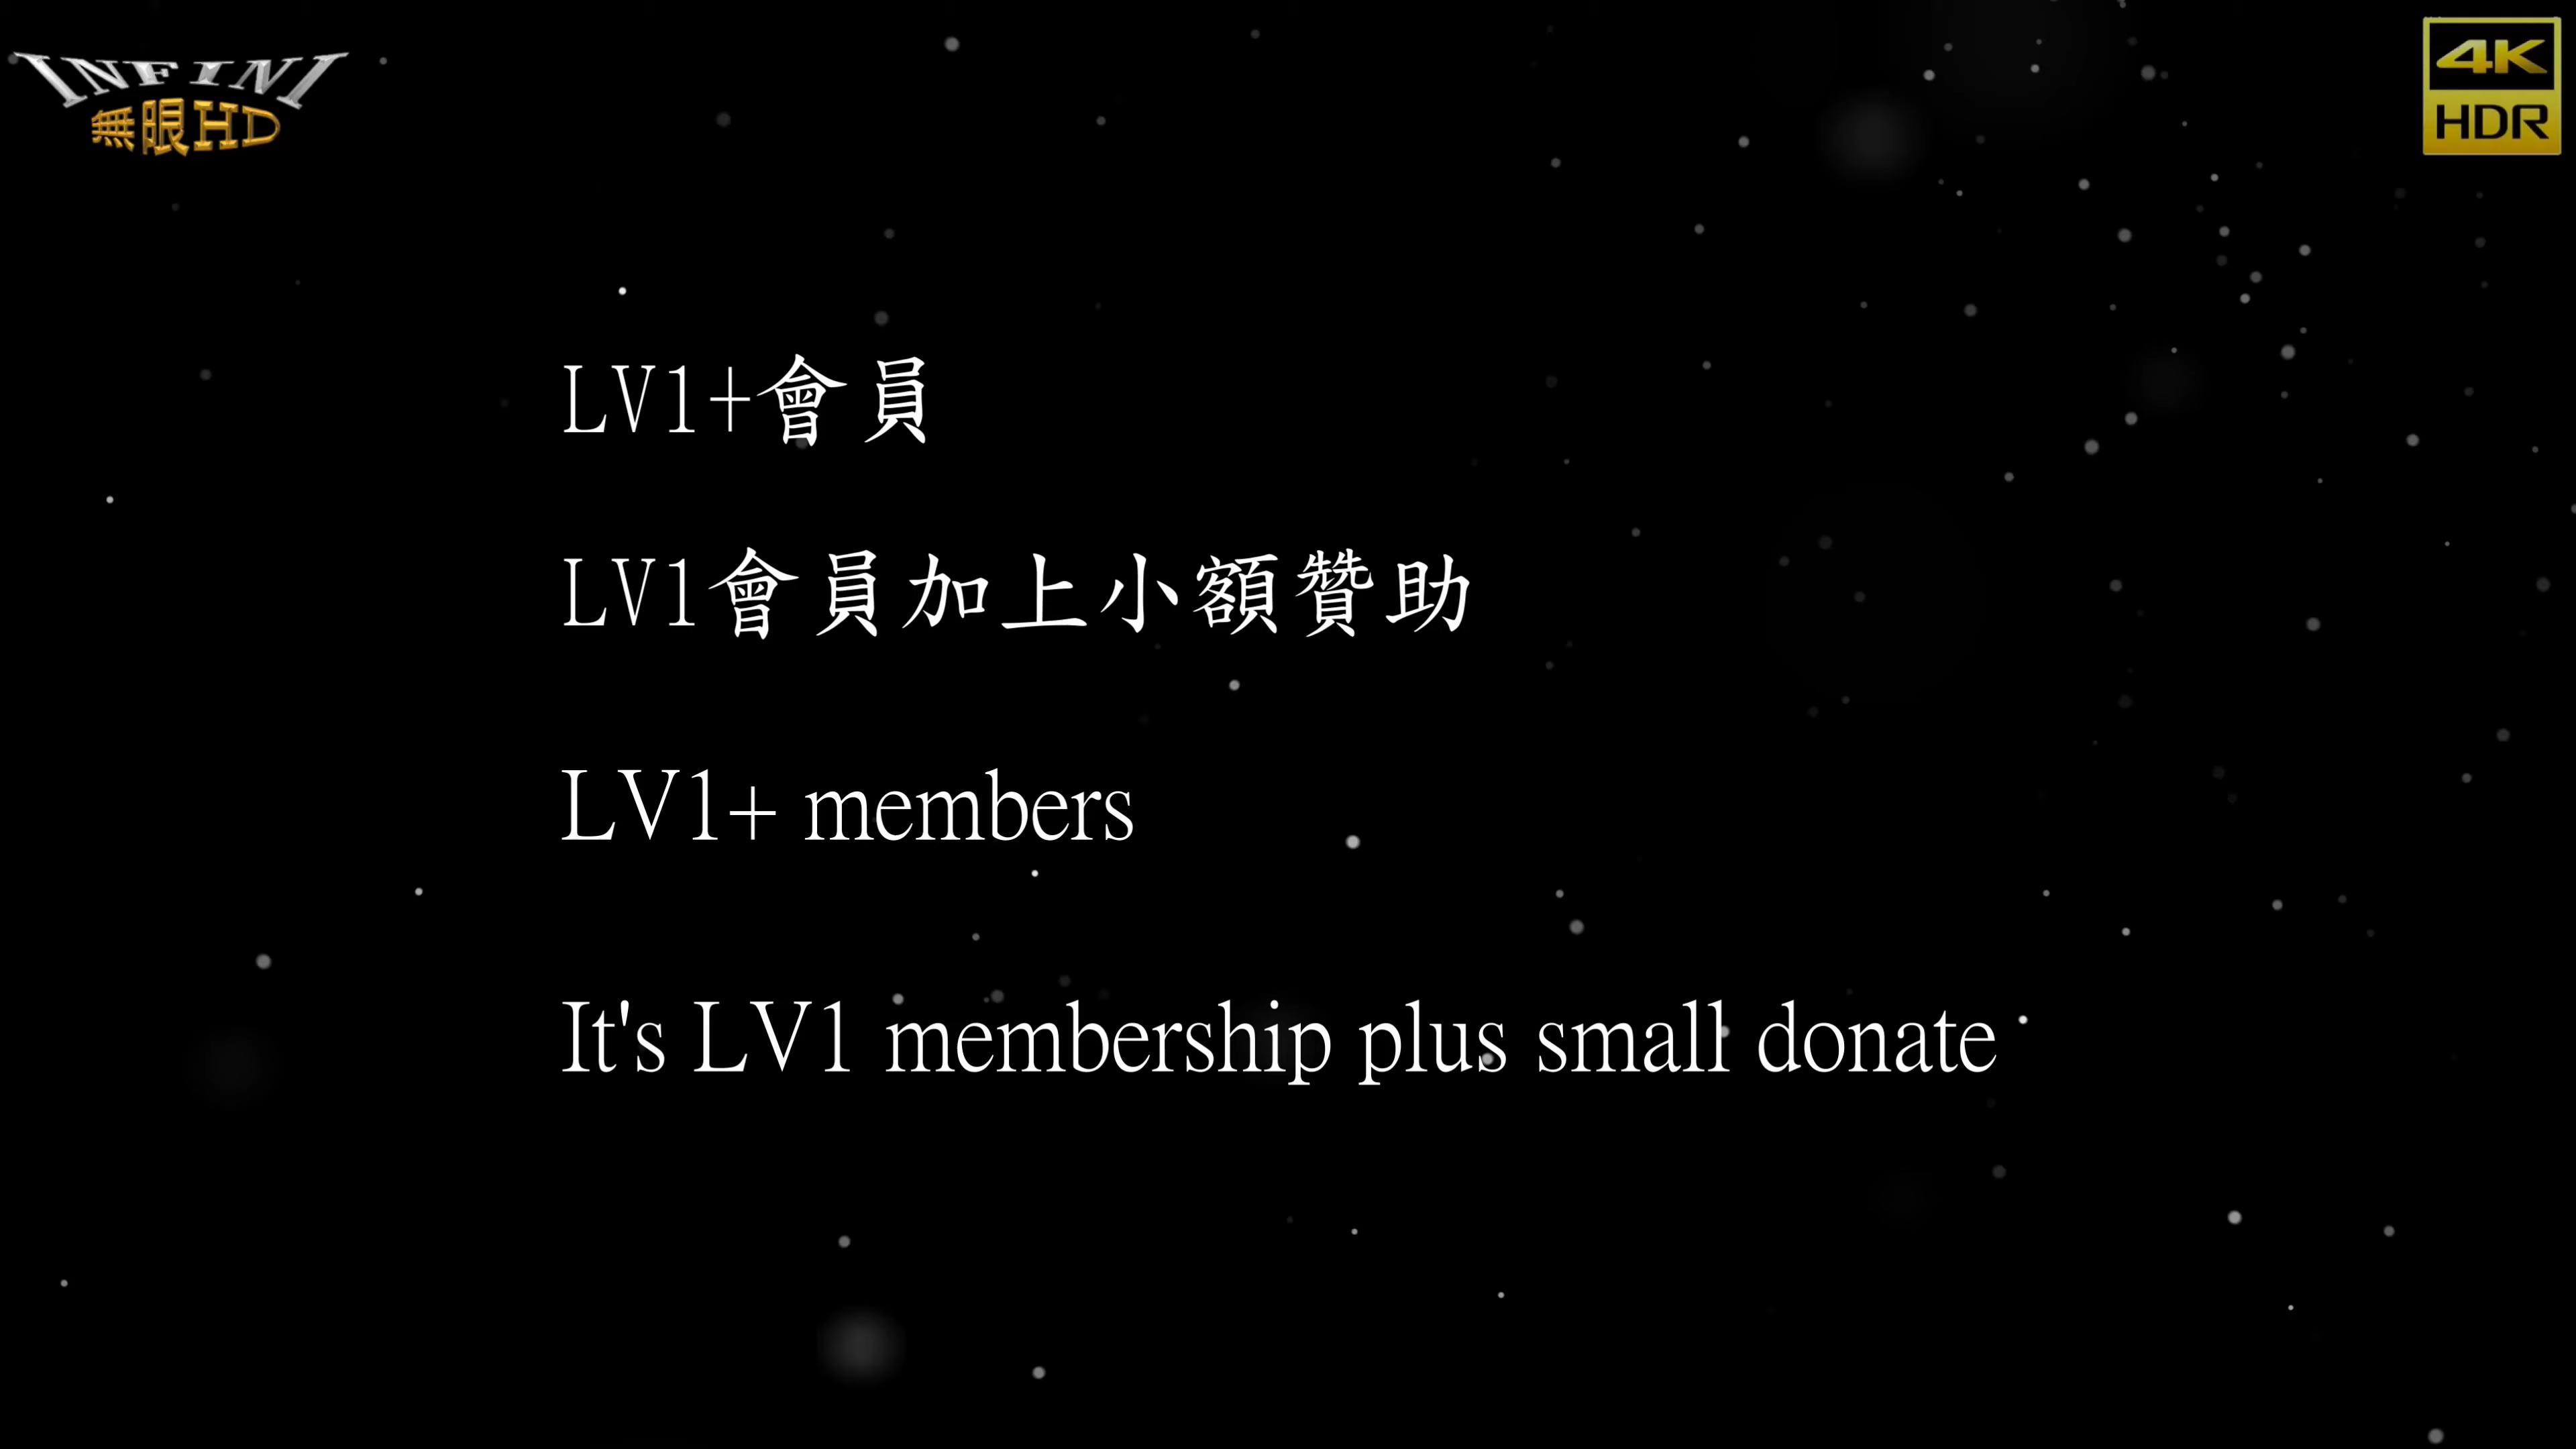 INFINI
無限HD
4K
HDR
LV1+會員
LV1會員加上小額贊助
LV1+ members
It's LV1 membership plus small donate